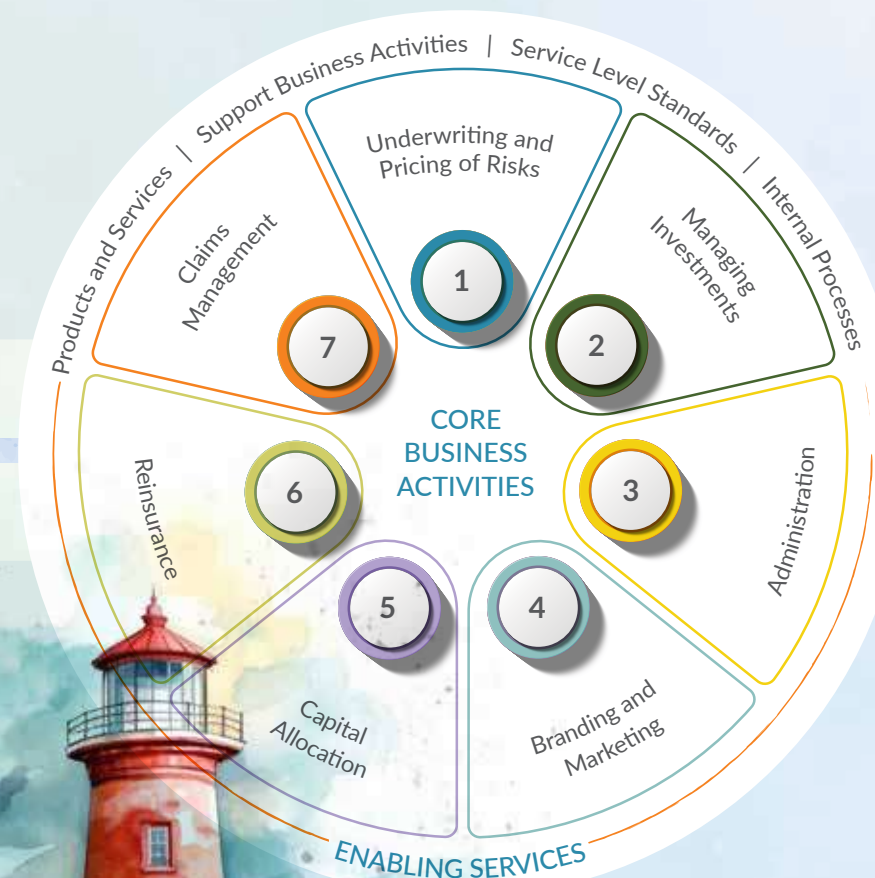 Products and Services | Support Business Activities | Service Level Standards | Internal Processes
Underwriting and
Pricing of Risks
1
Managing
Investments
2
Administration
3
Branding and
Marketing
4
Capital
Allocation
5
Reinsurance
6
Claims
Management
7
CORE
BUSINESS
ACTIVITIES
ENABLING SERVICES